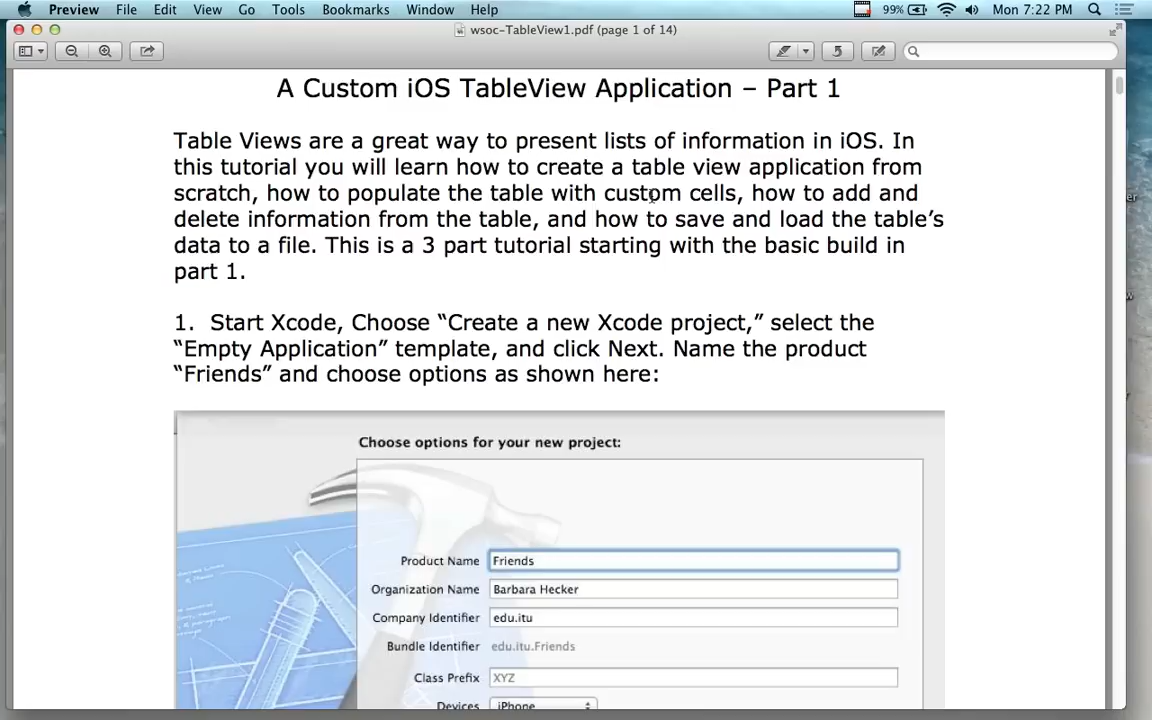 Preview File Edit View Go Tools Bookmarks Window Help 99% Mon 7:22 PM
wsoc-TableView1.pdf (page 1 of 14)
A Custom iOS TableView Application – Part 1
Table Views are a great way to present lists of information in iOS. In
this tutorial you will learn how to create a table view application from
scratch, how to populate the table with custom cells, how to add and
delete information from the table, and how to save and load the table’s
data to a file. This is a 3 part tutorial starting with the basic build in
part 1.
1. Start Xcode, Choose “Create a new Xcode project,” select the
“Empty Application” template, and click Next. Name the product
“Friends” and choose options as shown here:
Choose options for your new project:
Product Name Friends
Organization Name Barbara Hecker
Company Identifier edu.itu
Bundle Identifier edu.itu.Friends
Class Prefix XYZ
Devices iPhone